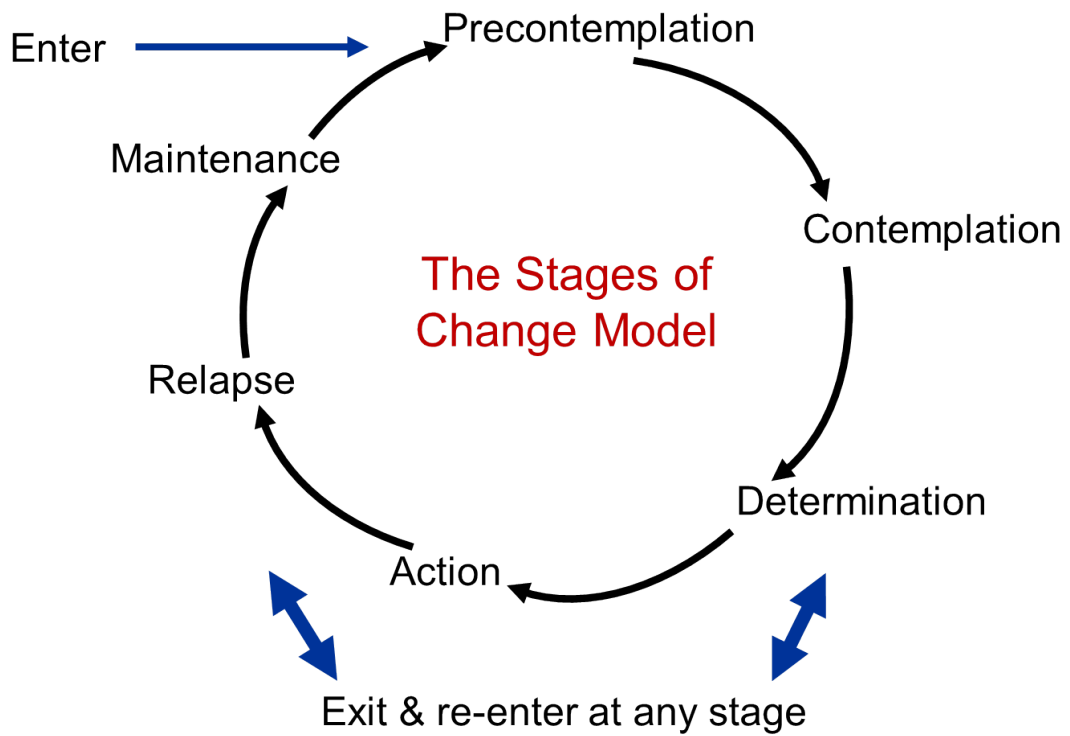 Enter
Precontemplation
Maintenance
Contemplation
The Stages of
Change Model
Relapse
Determination
Action
Exit & re-enter at any stage